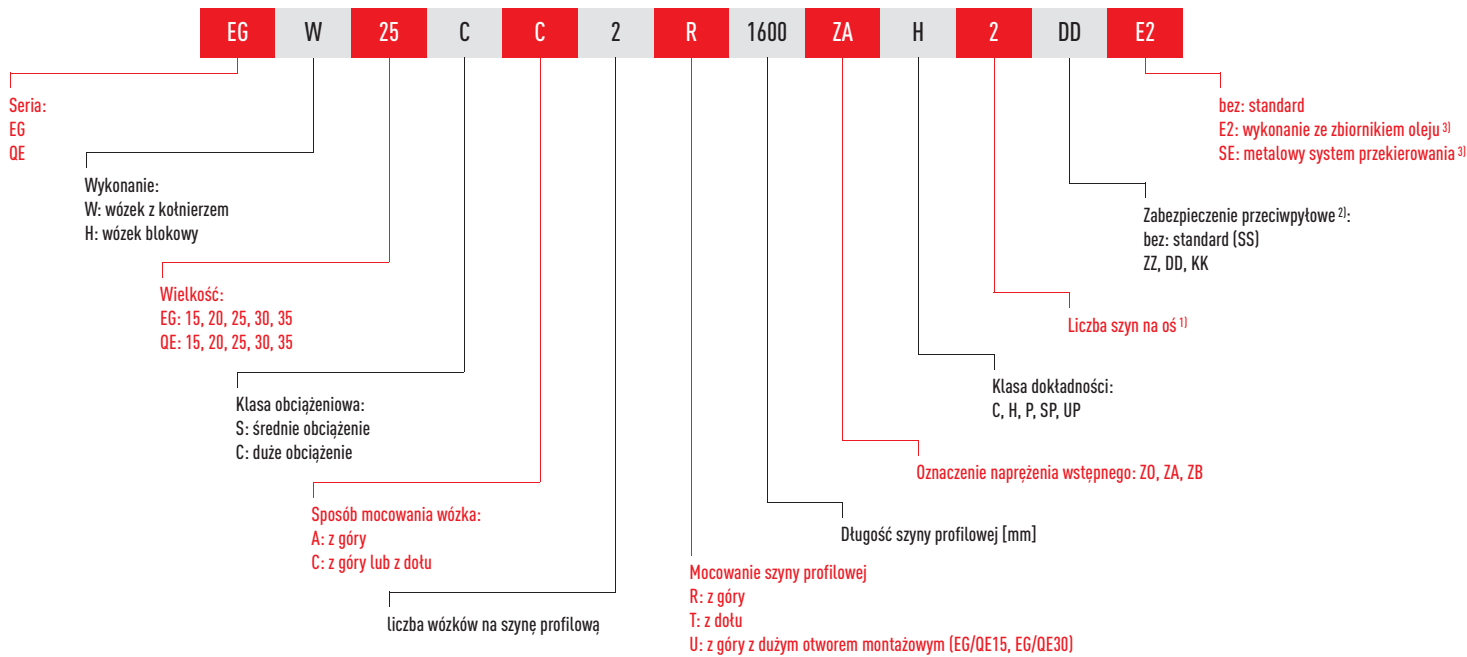 EG W 25 C C 2 R 1600 ZA H 2 DD E2
Seria:
EG
QE
Wykonanie:
W: wózek z kołnierzem
H: wózek blokowy
Wielkość:
EG: 15, 20, 25, 30, 35
QE: 15, 20, 25, 30, 35
Klasa obciążeniowa:
S: średnie obciążenie
C: duże obciążenie
Sposób mocowania wózka:
A: z góry
C: z góry lub z dołu
liczba wózków na szynę profilową
Mocowanie szyny profilowej
R: z góry
T: z dołu
U: z góry z dużym otworem montażowym (EG/QE15, EG/QE30)
Długość szyny profilowej [mm]
Oznaczenie naprężenia wstępnego: Z0, ZA, ZB
Klasa dokładności:
C, H, P, SP, UP
Liczba szyn na oś 1)
Zabezpieczenie przeciwpyłowe 2):
bez: standard (SS)
ZZ, DD, KK
bez: standard
E2: wykonanie ze zbiornikiem oleju 3)
SE: metalowy system przekierowania 3)